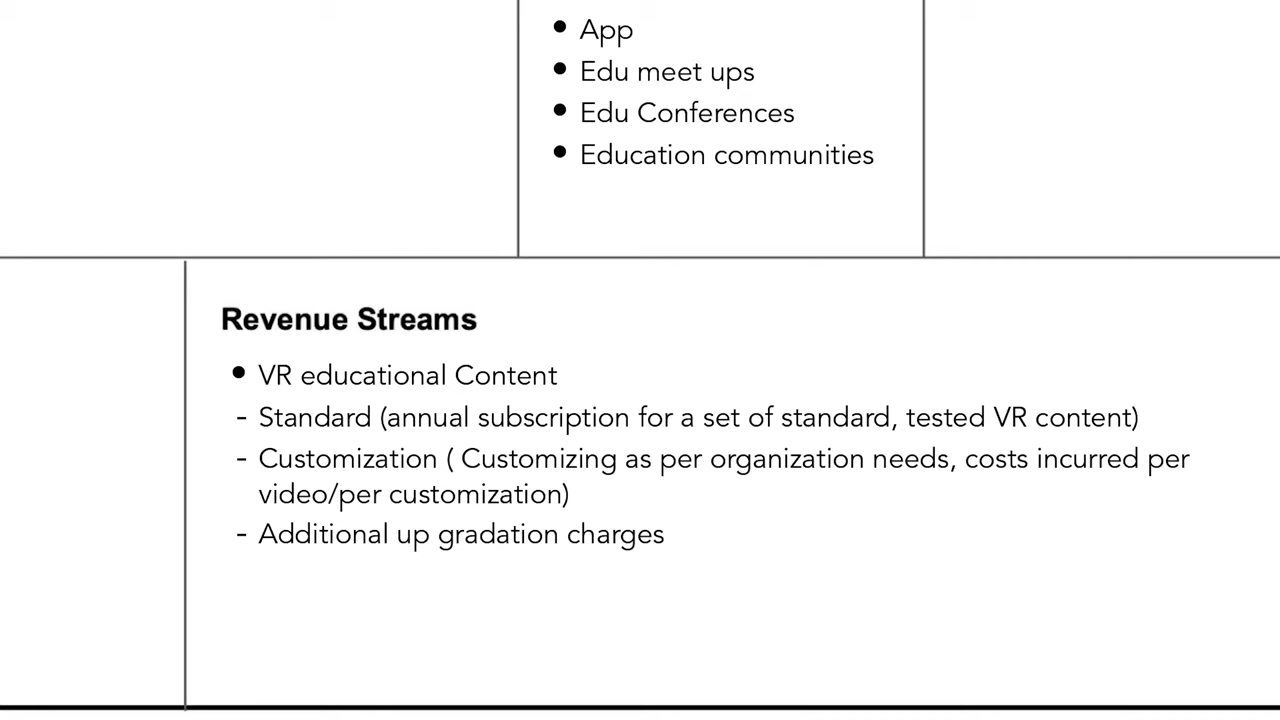 • App
• Edu meet ups
• Edu Conferences
• Education communities
Revenue Streams
• VR educational Content
- Standard (annual subscription for a set of standard, tested VR content)
- Customization ( Customizing as per organization needs, costs incurred per
video/per customization)
- Additional up gradation charges